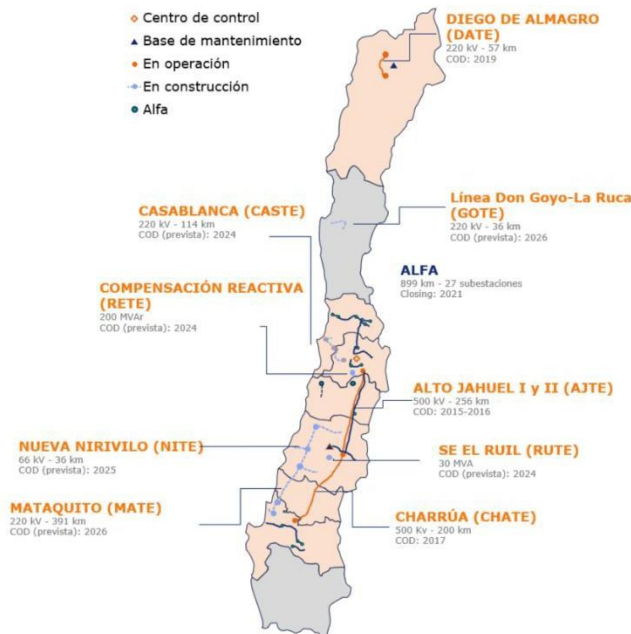 Centro de control
Base de mantenimiento
En operación
En construcción
Alfa
DIEGO DE ALMAGRO
(DATE)
220 kV - 57 km
COD: 2019
CASABLANCA (CASTE)
220 kV - 114 km
COD (prevista): 2024
Línea Don Goyo-La Ruca
(GOTE)
220 kV - 36 km
COD (prevista): 2026
COMPENSACIÓN REACTIVA
(RETE)
200 MVAr
COD (prevista): 2024
ALFA
899 km - 27 subestaciones
Closing: 2021
ALTO JAHUEL I y II (AJTE)
500 kV - 256 km
COD: 2015-2016
NUEVA NIRIVILO (NITE)
66 kV - 36 km
COD (prevista): 2025
SE EL RUIL (RUTE)
30 MVA
COD (prevista): 2024
MATAQUITO (MATE)
220 kV - 391 km
COD (prevista): 2026
CHARRÚA (CHATE)
500 Kv - 200 km
COD: 2017